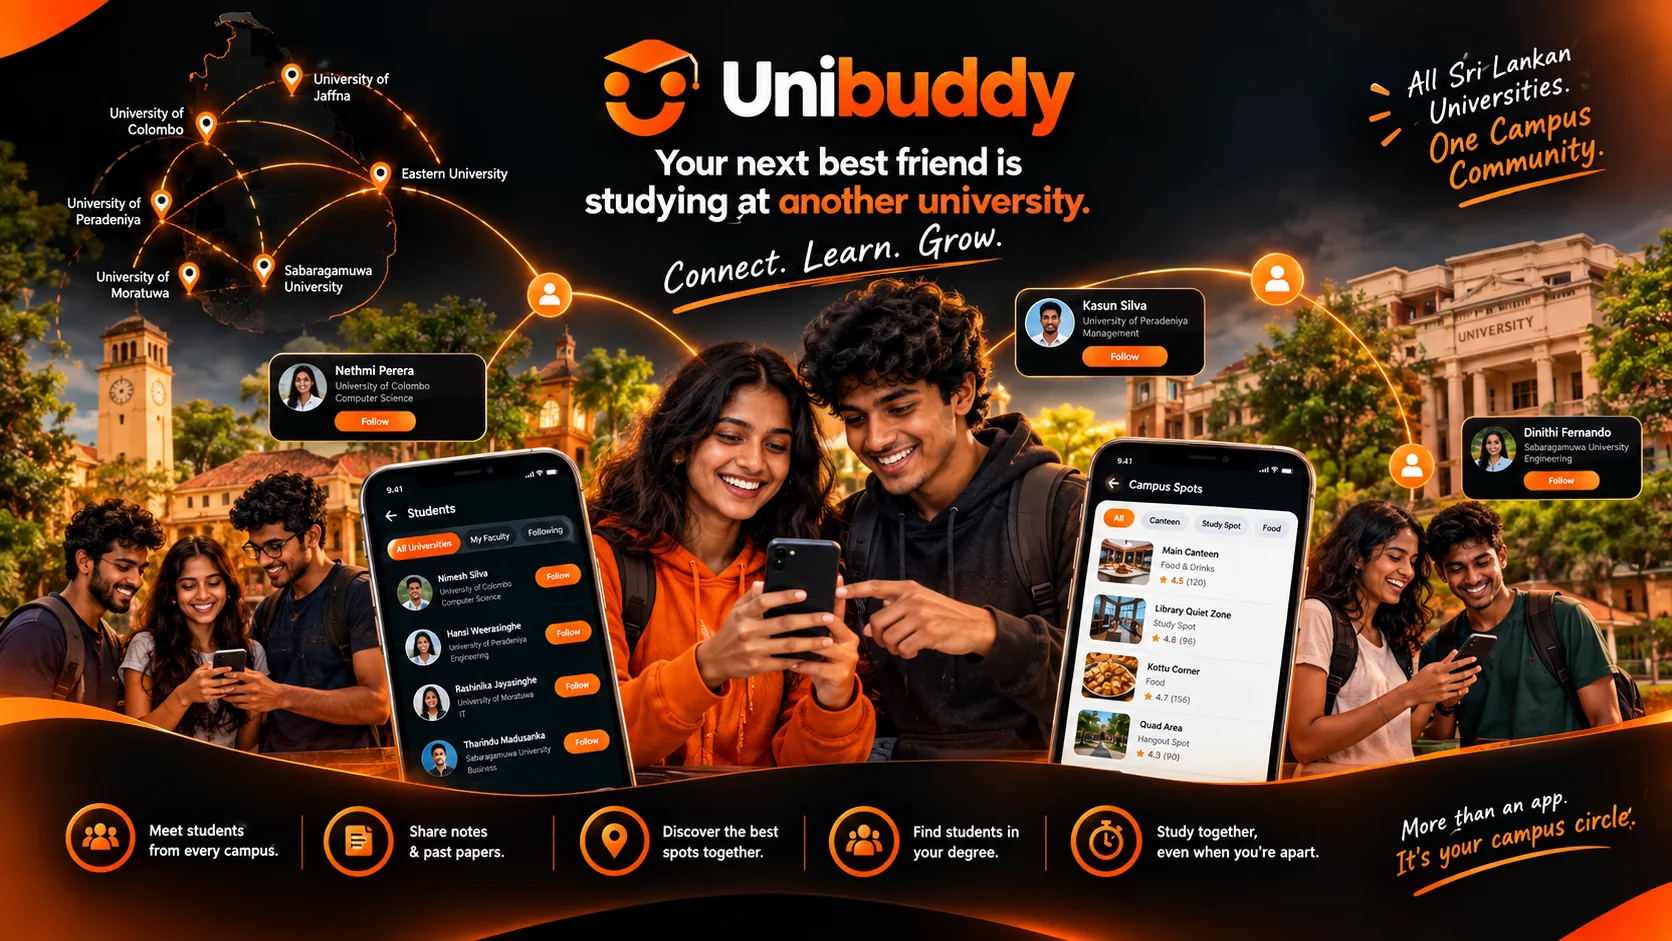 Unibuddy
Your next best friend is
studying at another university.
Connect. Learn. Grow.
All Sri Lankan
Universities.
One Campus
Community.
University of
Jaffna
University of
Colombo
Eastern University
University of
Peradeniya
University of
Moratuwa
Sabaragamuwa
University
Nethmi Perera
University of Colombo
Computer Science
Follow
Kasun Silva
University of Peradeniya
Management
Follow
UNIVERSITY
Dinithi Fernando
Sabaragamuwa University
Engineering
Follow
9.41
Students
All Universities
My Faculty
Following
Nimesh Silva
University of Colombo
Computer Science
Follow
Hansi Weerasinghe
University of Peradeniya
Engineering
Follow
Rashinika Jayasinghe
University of Moratuwa
IT
Follow
Tharindu Madusanka
Sabaragamuwa University
Business
Follow
9.41
Campus Spots
All
Canteen
Study Spot
Food
Main Canteen
Food & Drinks
4.5 (120)
Library Quiet Zone
Study Spot
4.8 (96)
Kottu Corner
Food
4.7 (156)
Quad Area
Hangout Spot
4.3 (90)
Meet students
from every campus.
Share notes
& past papers.
Discover the best
spots together.
Find students in
your degree.
Study together,
even when you're apart.
More than an app.
It's your campus circle.